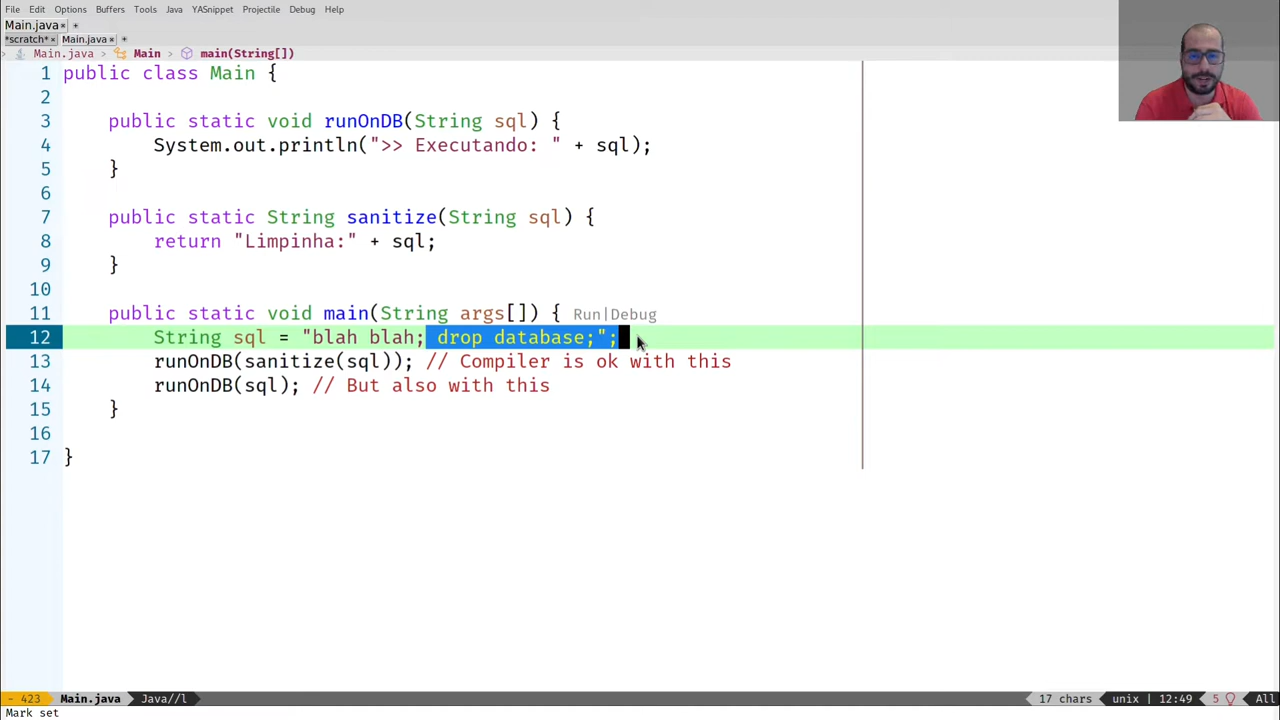 File Edit Options Buffers Tools Java YASnippet Projectile Debug Help
Main.java× +
*scratch*× Main.java× +
> Main.java > Main > main(String[])
1 public class Main {
2
3 public static void runOnDB(String sql) {
4 System.out.println(">> Executando: " + sql);
5 }
6
7 public static String sanitize(String sql) {
8 return "Limpinha:" + sql;
9 }
10
11 public static void main(String args[]) { Run|Debug
12 String sql = "blah blah; drop database;";
13 runOnDB(sanitize(sql)); // Compiler is ok with this
14 runOnDB(sql); // But also with this
15 }
16
17 }
- 423 Main.java Java//l 17 chars unix | 12:49 5 All
Mark set